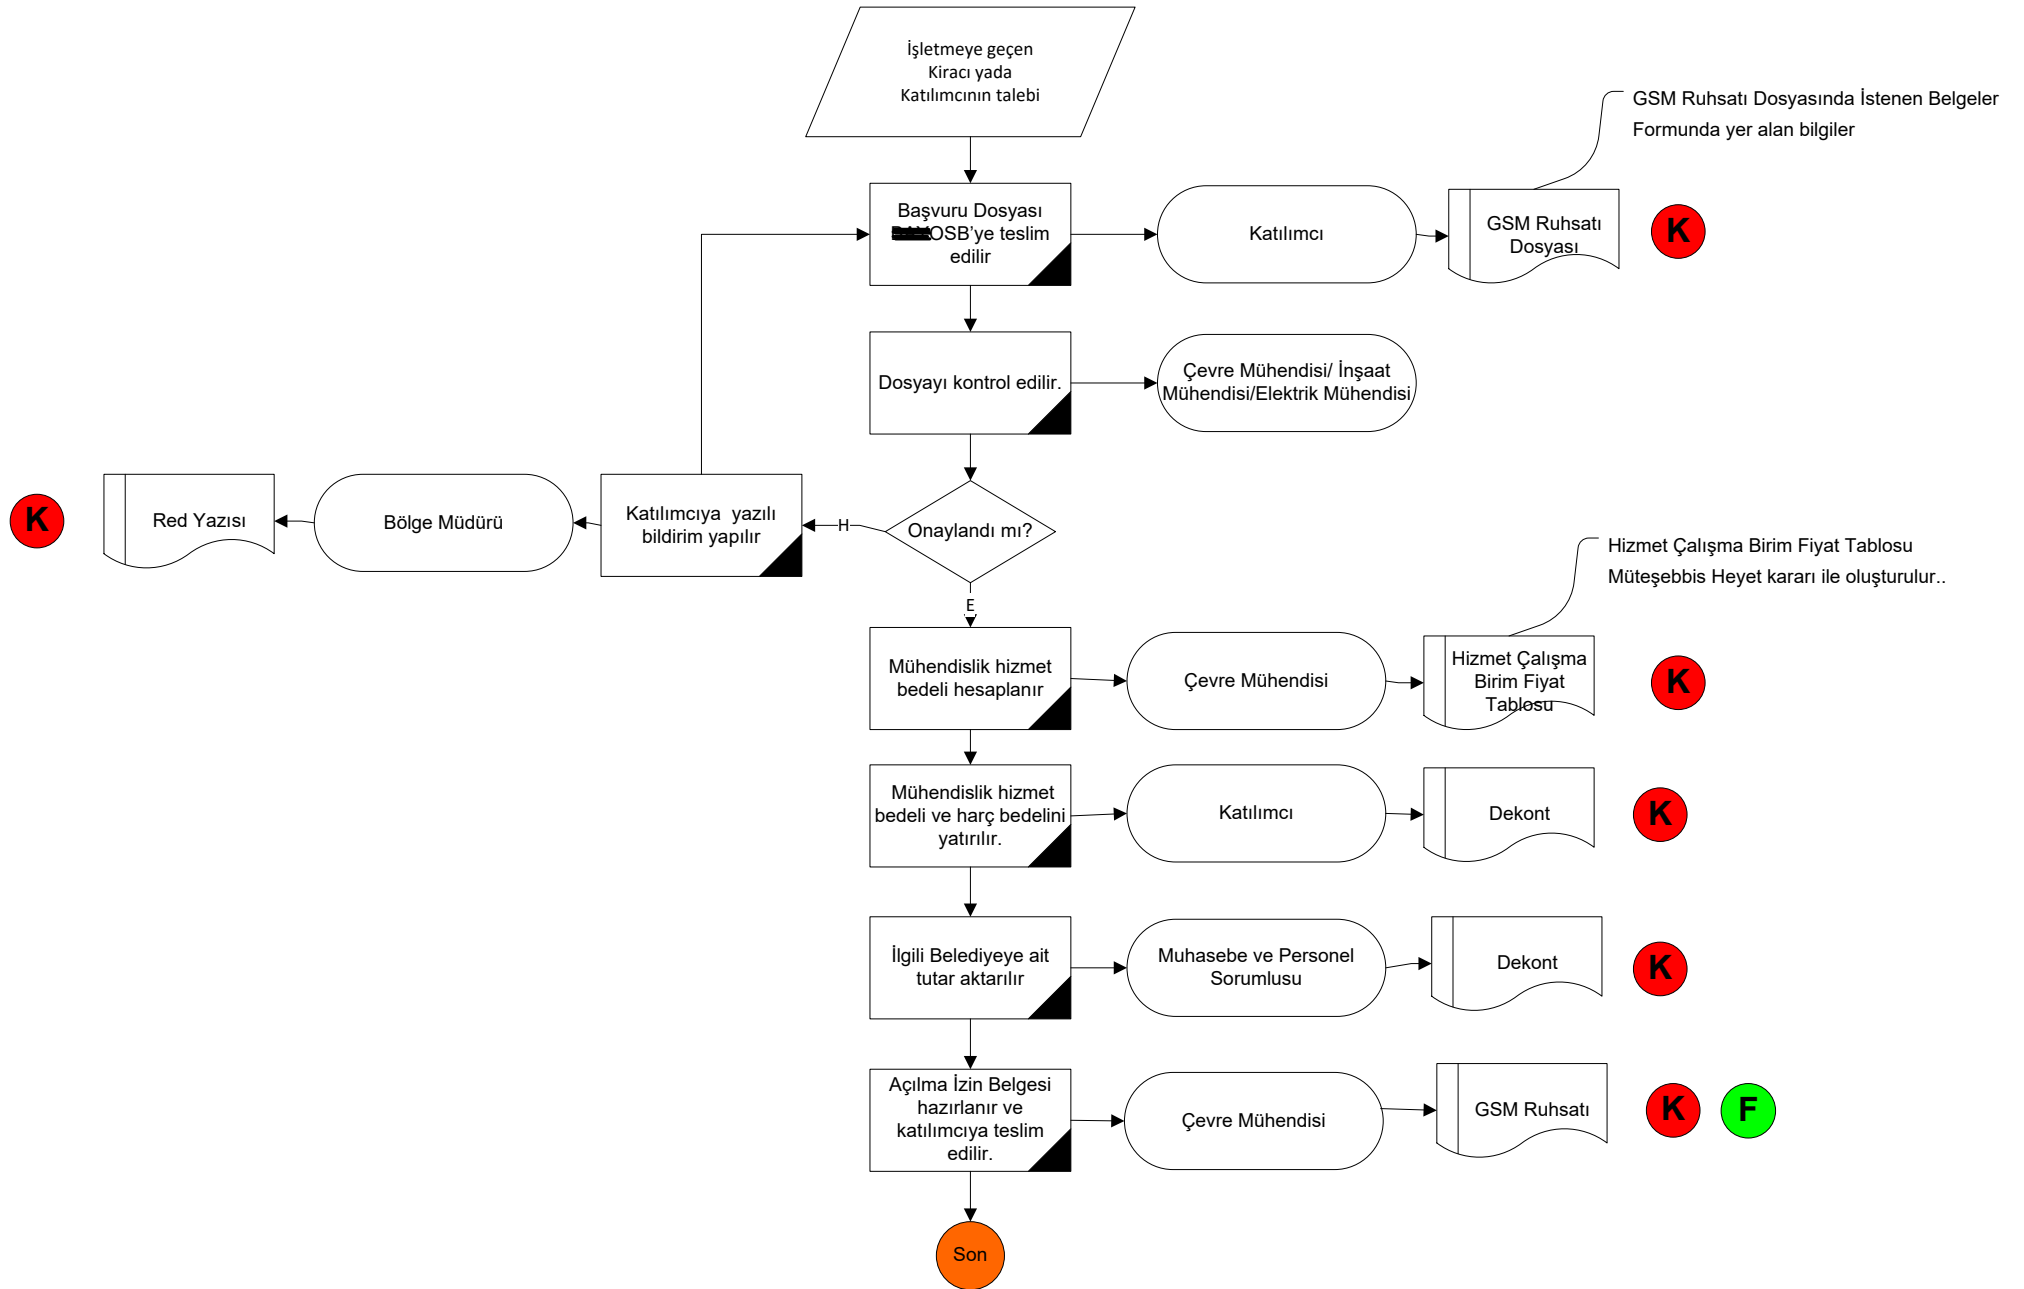 İşletmeye geçen
Kiracı yada
Katılımcının talebi
GSM Ruhsatı Dosyasında İstenen Belgeler
Formunda yer alan bilgiler
Başvuru Dosyası
OSB’ye teslim
edilir
Katılımcı
GSM Ruhsatı
Dosyası
K
Dosyayı kontrol edilir.
Çevre Mühendisi/ İnşaat
Mühendisi/Elektrik Mühendisi
K
Red Yazısı
Bölge Müdürü
Katılımcıya yazılı
bildirim yapılır
H
Onaylandı mı?
Hizmet Çalışma Birim Fiyat Tablosu
Müteşebbis Heyet kararı ile oluşturulur..
E
Mühendislik hizmet
bedeli hesaplanır
Çevre Mühendisi
Hizmet Çalışma
Birim Fiyat
Tablosu
K
Mühendislik hizmet
bedeli ve harç bedelini
yatırılır.
Katılımcı
Dekont
K
İlgili Belediyeye ait
tutar aktarılır
Muhasebe ve Personel
Sorumlusu
Dekont
K
Açılma İzin Belgesi
hazırlanır ve
katılımcıya teslim
edilir.
Çevre Mühendisi
GSM Ruhsatı
K
F
Son